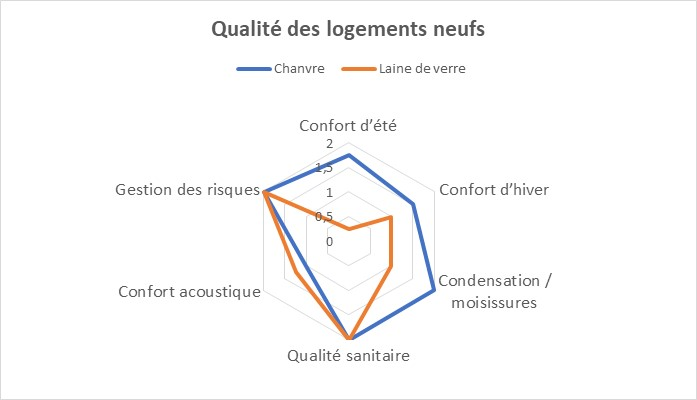 Qualité des logements neufs
Chanvre
Laine de verre
Confort d’été
2
1,5
Gestion des risques
1
Confort d’hiver
0,5
0
Confort acoustique
Condensation /
moisissures
Qualité sanitaire